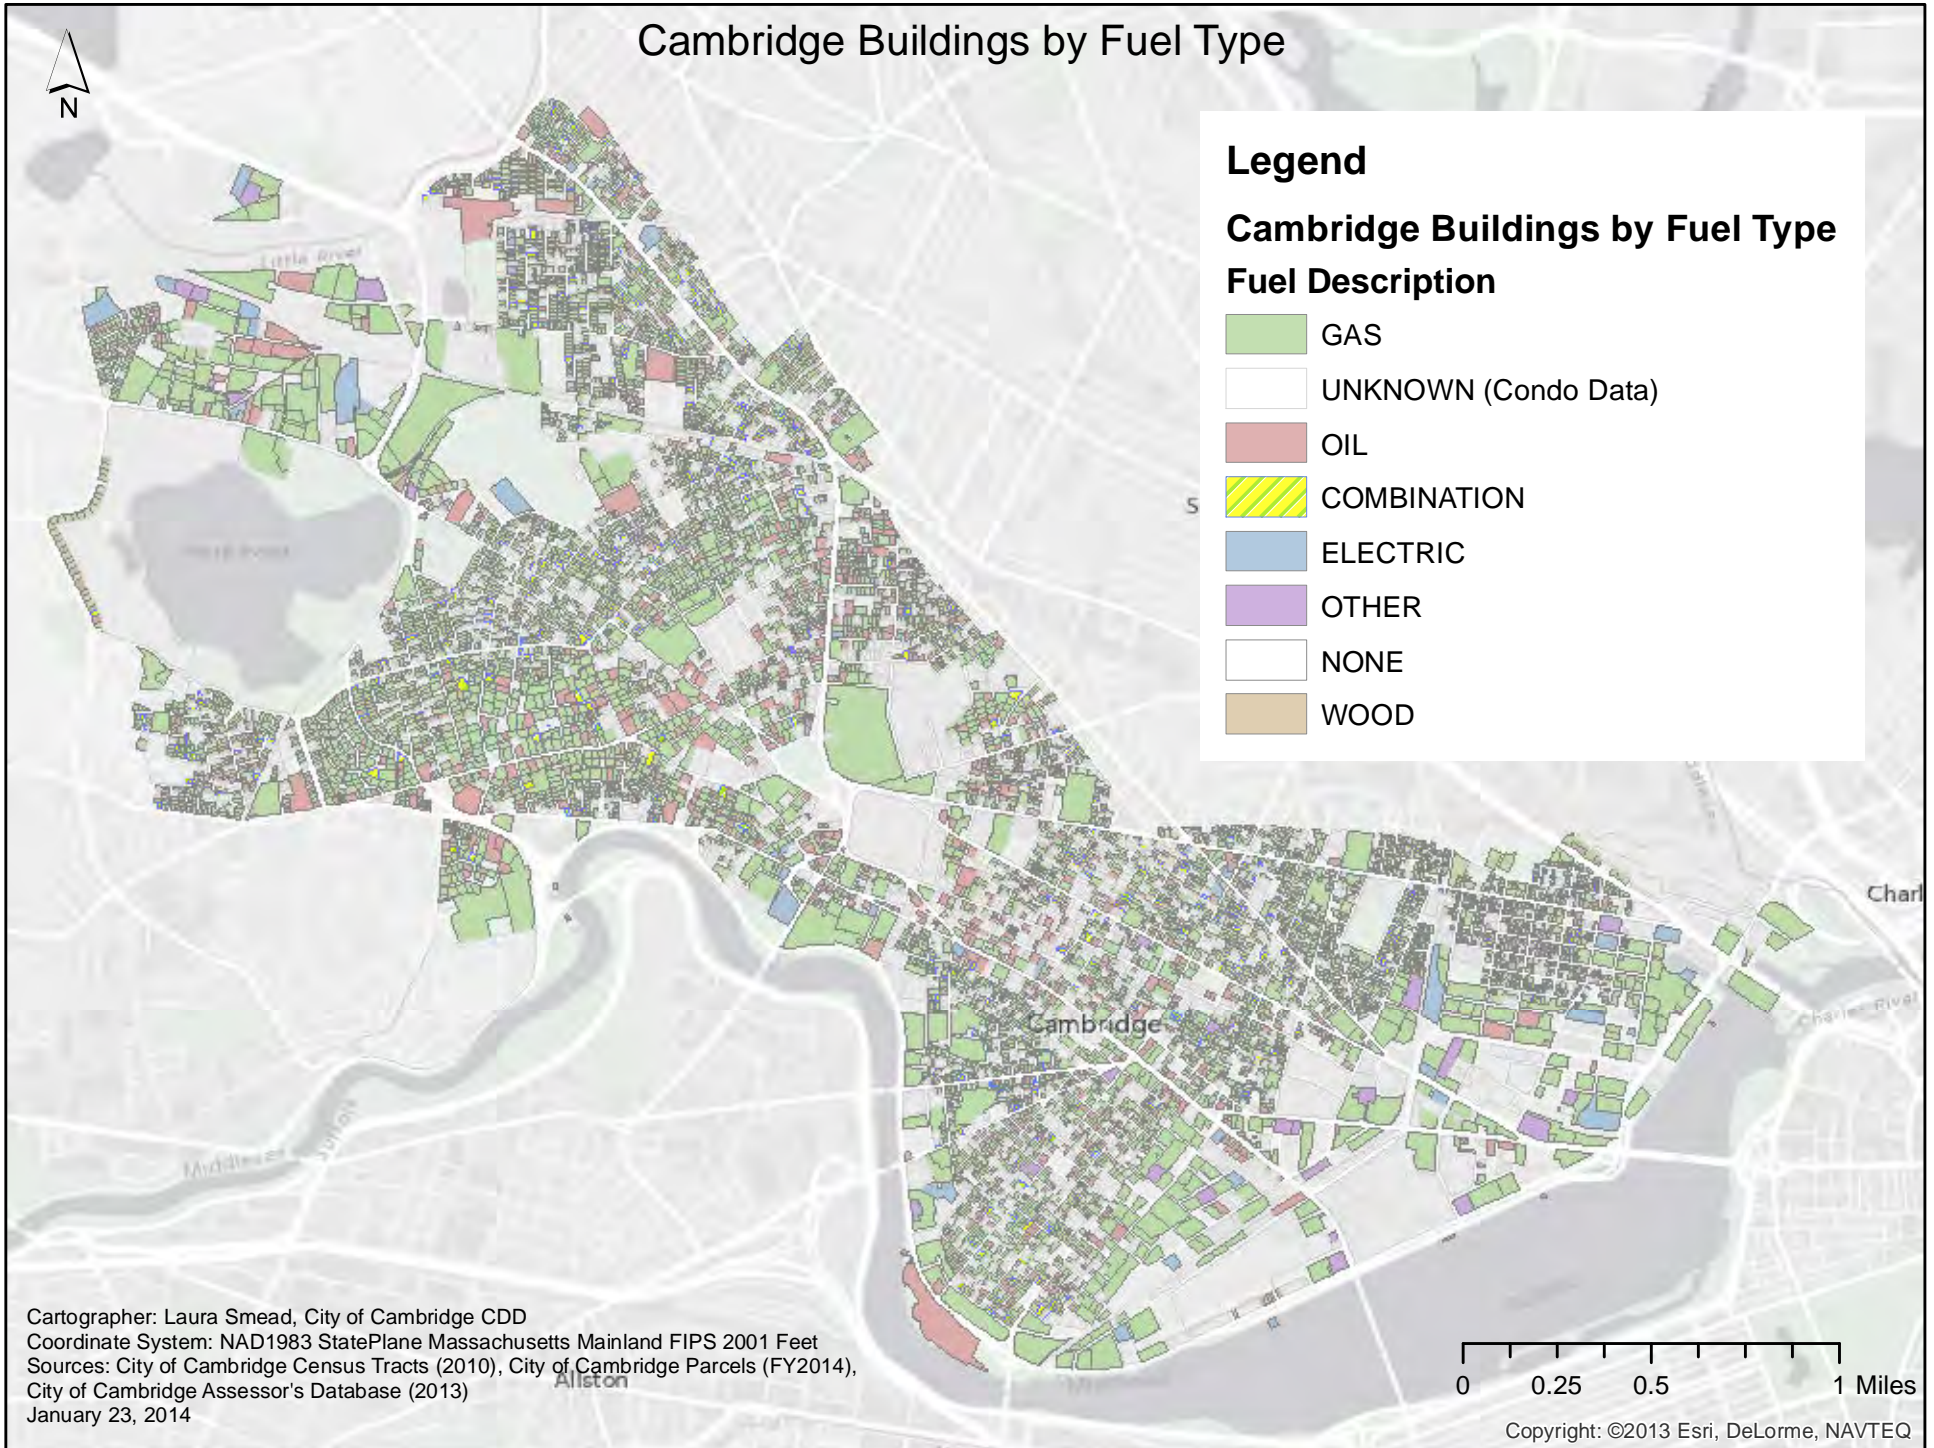 Cambridge Buildings by Fuel Type
N
Legend
Cambridge Buildings by Fuel Type
Fuel Description
GAS
UNKNOWN (Condo Data)
OIL
COMBINATION
ELECTRIC
OTHER
NONE
WOOD
Little River
S
Charl
Charles River
Cambridge
Middlesex
Suffolk
Allston
Cartographer: Laura Smead, City of Cambridge CDD
Coordinate System: NAD1983 StatePlane Massachusetts Mainland FIPS 2001 Feet
Sources: City of Cambridge Census Tracts (2010), City of Cambridge Parcels (FY2014),
City of Cambridge Assessor's Database (2013)
January 23, 2014
0 0.25 0.5 1 Miles
Copyright: ©2013 Esri, DeLorme, NAVTEQ